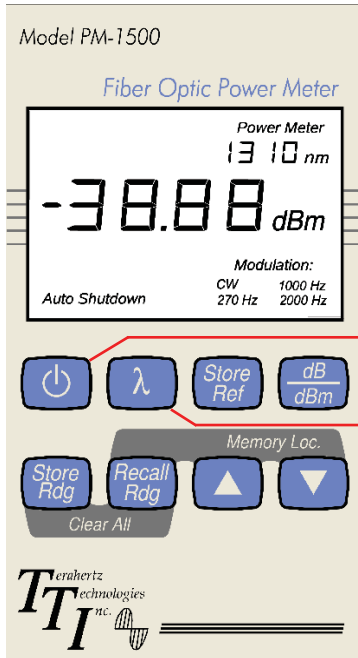 Model PM-1500
Fiber Optic Power Meter
Power Meter
1310 nm
-38.88 dBm
Modulation:
CW 1000 Hz
Auto Shutdown 270 Hz 2000 Hz
λ
Store Ref
dB
dBm
Memory Loc.
Store Rdg
Recall Rdg
Clear All
Terahertz
Technologies
Inc.